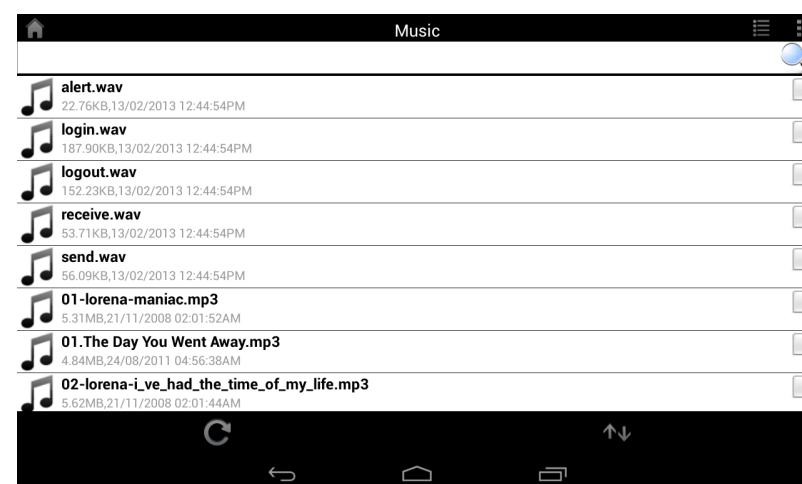 Music
alert.wav
22.76KB,13/02/2013 12:44:54PM
login.wav
187.90KB,13/02/2013 12:44:54PM
logout.wav
152.23KB,13/02/2013 12:44:54PM
receive.wav
53.71KB,13/02/2013 12:44:54PM
send.wav
56.09KB,13/02/2013 12:44:54PM
01-lorena-maniac.mp3
5.31MB,21/11/2008 02:01:52AM
01.The Day You Went Away.mp3
4.84MB,24/08/2011 04:56:38AM
02-lorena-i_ve_had_the_time_of_my_life.mp3
5.62MB,21/11/2008 02:01:44AM